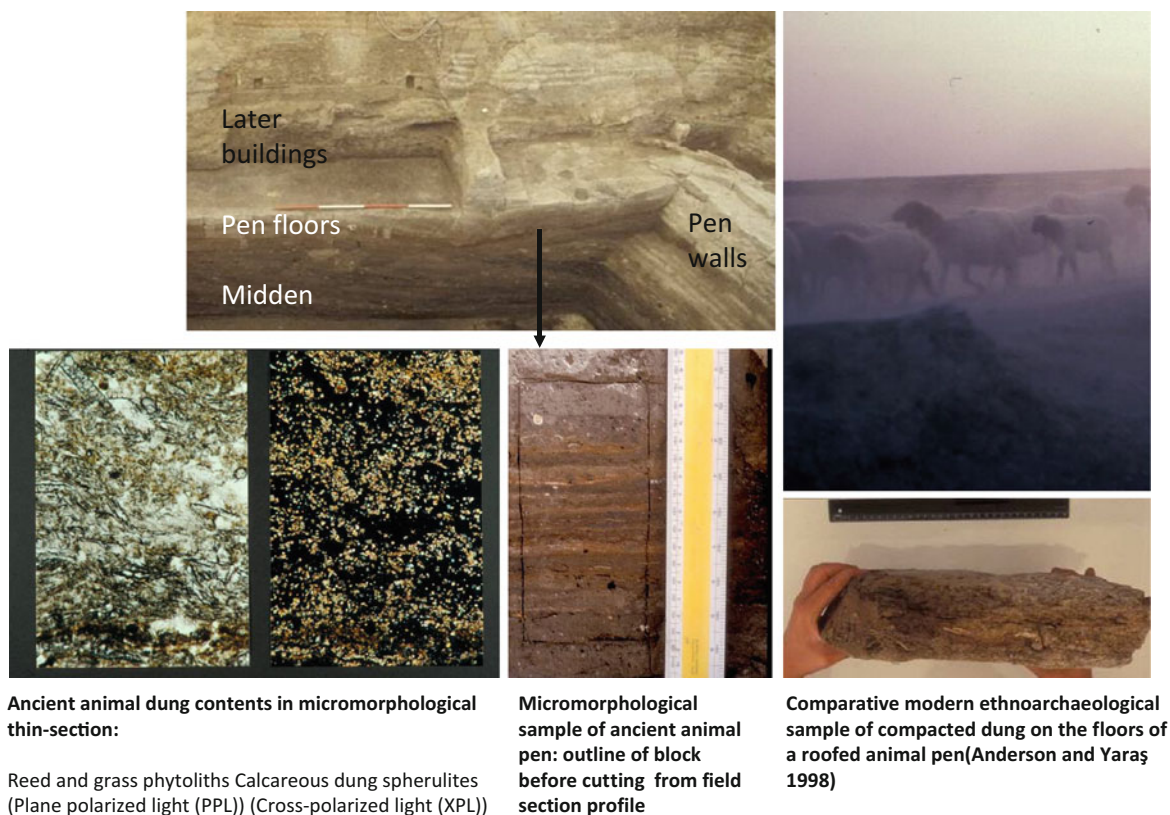 Later
buildings
Pen floors
Pen
walls
Midden
Ancient animal dung contents in micromorphological
thin-section:
Reed and grass phytoliths Calcareous dung spherulites
(Plane polarized light (PPL)) (Cross-polarized light (XPL))
Micromorphological
sample of ancient animal
pen: outline of block
before cutting from field
section profile
Comparative modern ethnoarchaeological
sample of compacted dung on the floors of
a roofed animal pen(Anderson and Yaraş
1998)